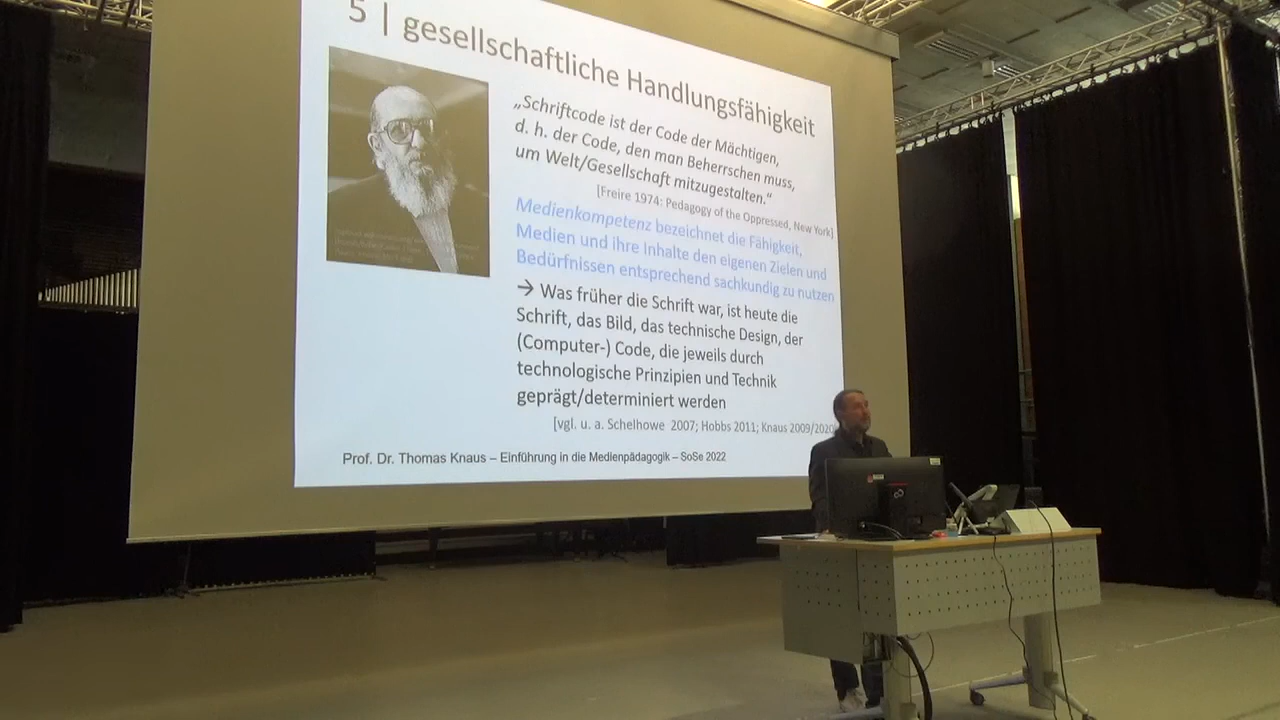 5 | gesellschaftliche Handlungsfähigkeit
„Schriftcode ist der Code der Mächtigen,
d. h. der Code, den man Beherrschen muss,
um Welt/Gesellschaft mitzugestalten.“
[Freire 1974: Pedagogy of the Oppressed, New York]
Medienkompetenz bezeichnet die Fähigkeit,
Medien und ihre Inhalte den eigenen Zielen und
Bedürfnissen entsprechend sachkundig zu nutzen
→ Was früher die Schrift war, ist heute die
Schrift, das Bild, das technische Design, der
(Computer-) Code, die jeweils durch
technologische Prinzipien und Technik
geprägt/determiniert werden
[vgl. u. a. Schelhowe 2007; Hobbs 2011; Knaus 2009/2020
Prof. Dr. Thomas Knaus – Einführung in die Medienpädagogik – SoSe 2022